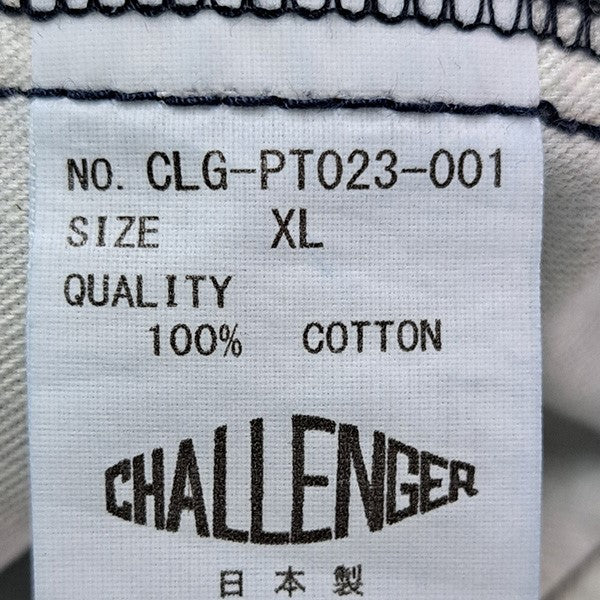 NO. CLG-PT023-001
SIZE XL
QUALITY
100% COTTON
CHALLENGER
日本製